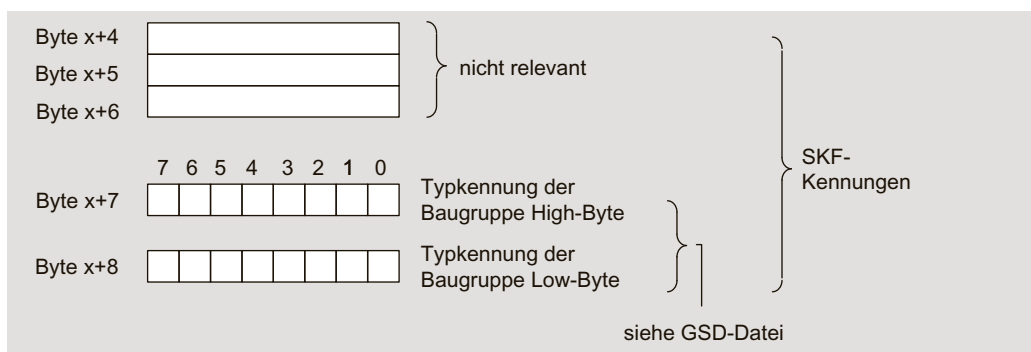 Byte x+4
Byte x+5
Byte x+6
nicht relevant
7 6 5 4 3 2 1 0
Byte x+7
Typkennung der
Baugruppe High-Byte
Byte x+8
Typkennung der
Baugruppe Low-Byte
SKF-
Kennungen
siehe GSD-Datei